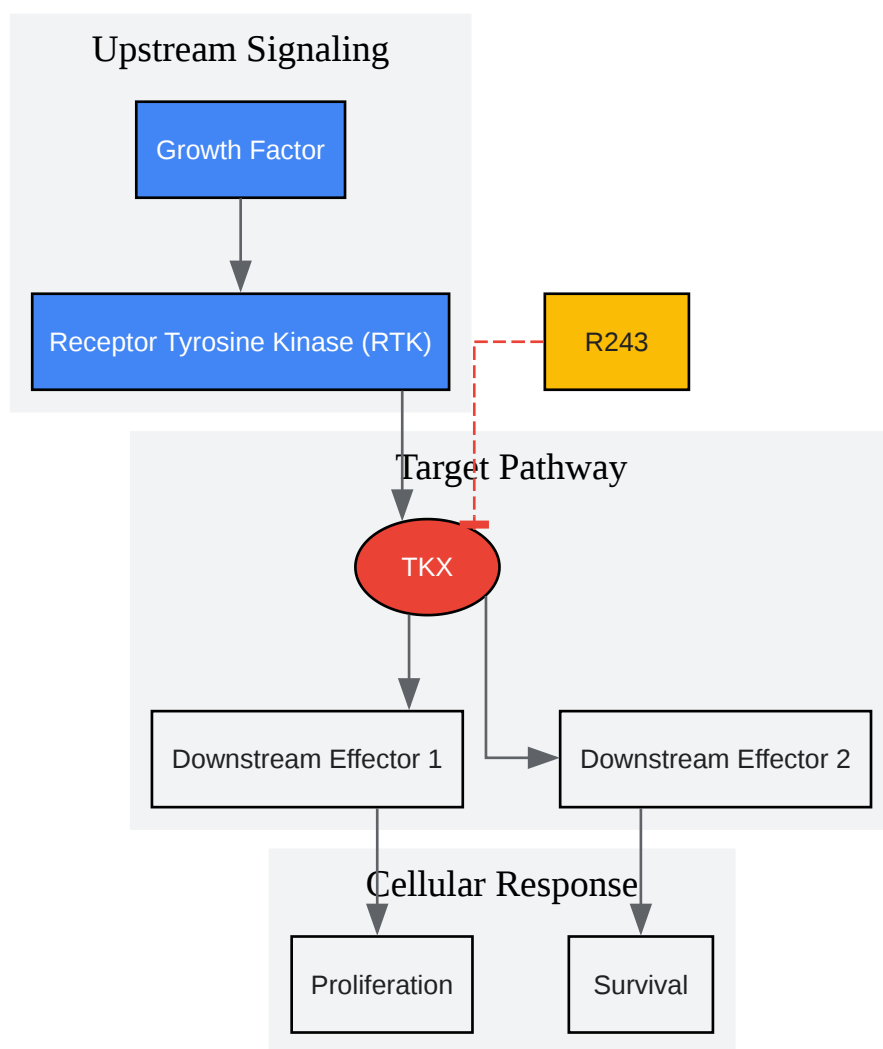 Upstream Signaling
Growth Factor
Receptor Tyrosine Kinase (RTK)
R243
Target Pathway
TKX
Downstream Effector 1
Downstream Effector 2
Cellular Response
Proliferation
Survival